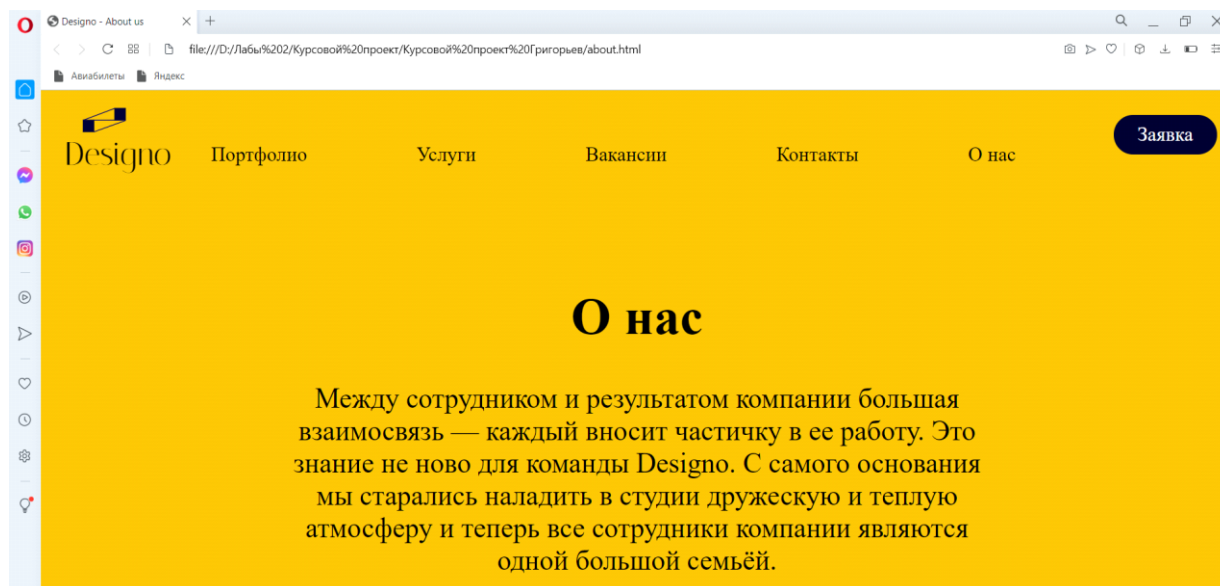 Designo - About us
file:///D:/Лабы%202/Курсовой%20проект/Курсовой%20проект%20Григорьев/about.html
Авиабилеты Яндекс
Designo Портфолио Услуги Вакансии Контакты О нас Заявка
О нас
Между сотрудником и результатом компании большая
взаимосвязь — каждый вносит частичку в ее работу. Это
знание не ново для команды Designo. С самого основания
мы старались наладить в студии дружескую и теплую
атмосферу и теперь все сотрудники компании являются
одной большой семьёй.